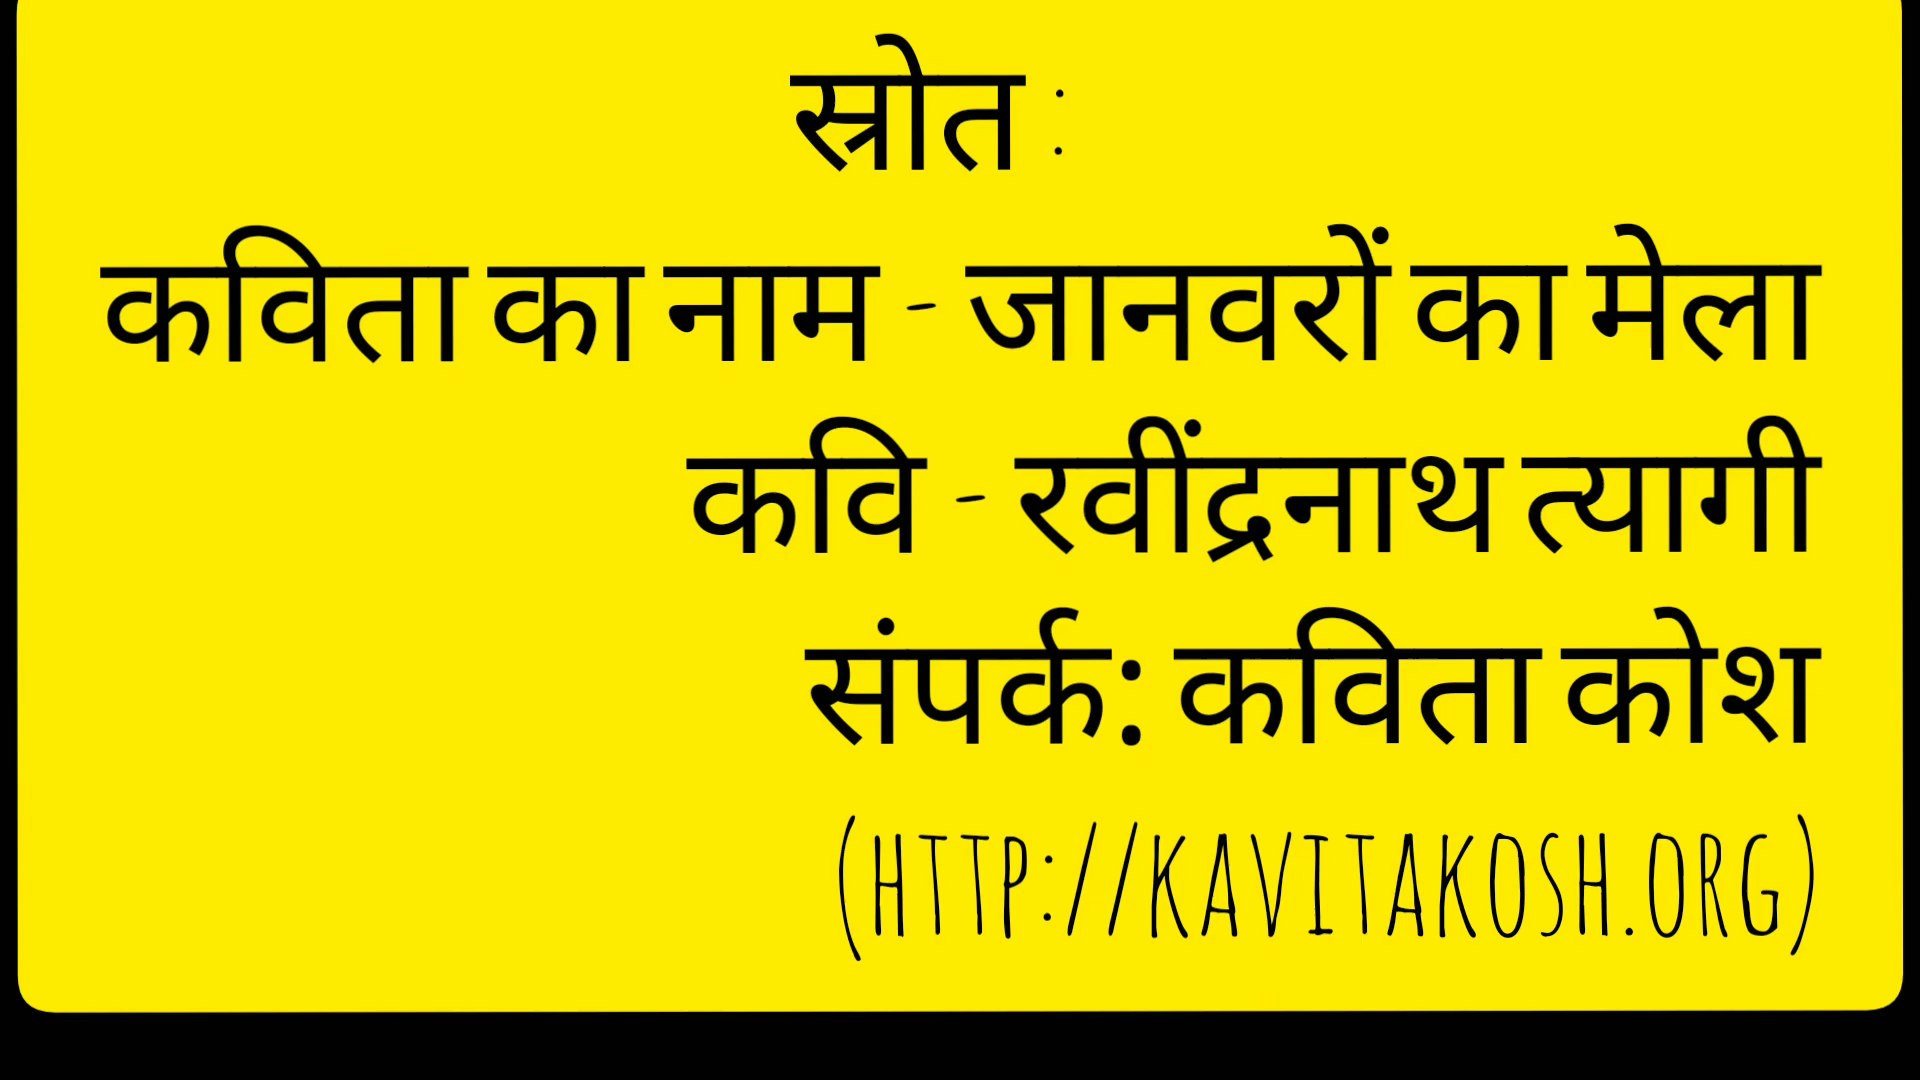 स्रोत :
कविता का नाम - जानवरों का मेला
कवि - रवींद्रनाथ त्यागी
संपर्क: कविता कोश
(HTTP://KAVITAKOSH.ORG)